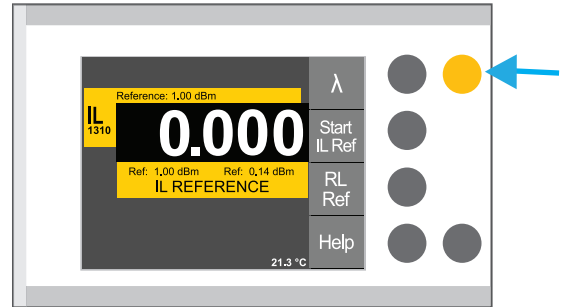 Reference: 1.00 dBm
IL
1310
0.000
Ref: 1.00 dBm Ref: 0.14 dBm
IL REFERENCE
21.3 °C
λ
Start
IL Ref
RL
Ref
Help